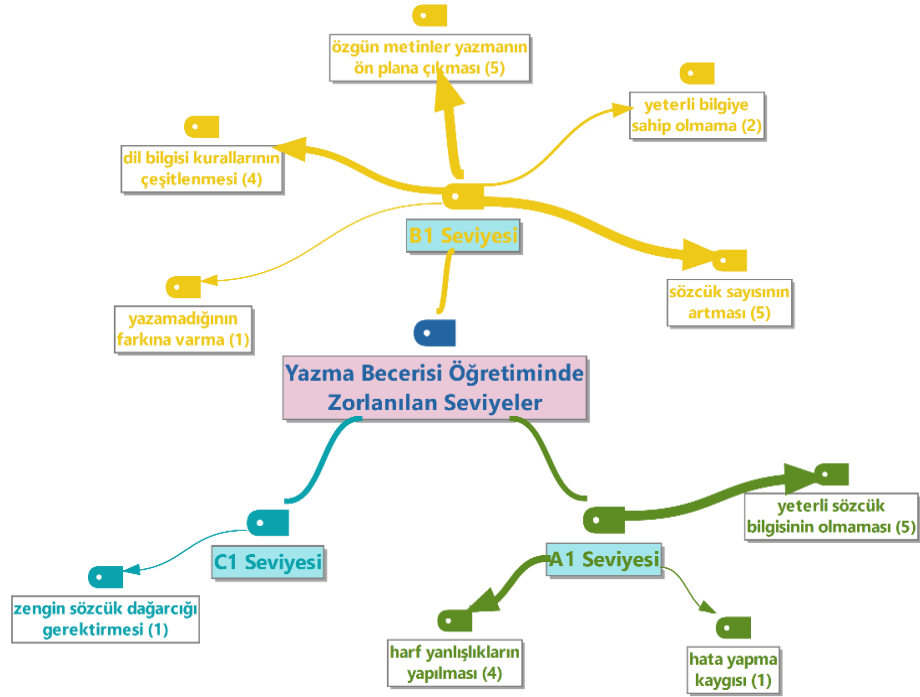 özgün metinler yazmanın
ön plana çıkması (5)
yeterli bilgiye
sahip olmama (2)
dil bilgisi kurallarının
çeşitlenmesi (4)
B1 Seviyesi
sözcük sayısının
artması (5)
yazamadığının
farkına varma (1)
Yazma Becerisi Öğretiminde
Zorlanılan Seviyeler
yeterli sözcük
bilgisinin olmaması (5)
C1 Seviyesi
A1 Seviyesi
zengin sözcük dağarcığı
gerektirmesi (1)
harf yanlışlıkların
yapılması (4)
hata yapma
kaygısı (1)